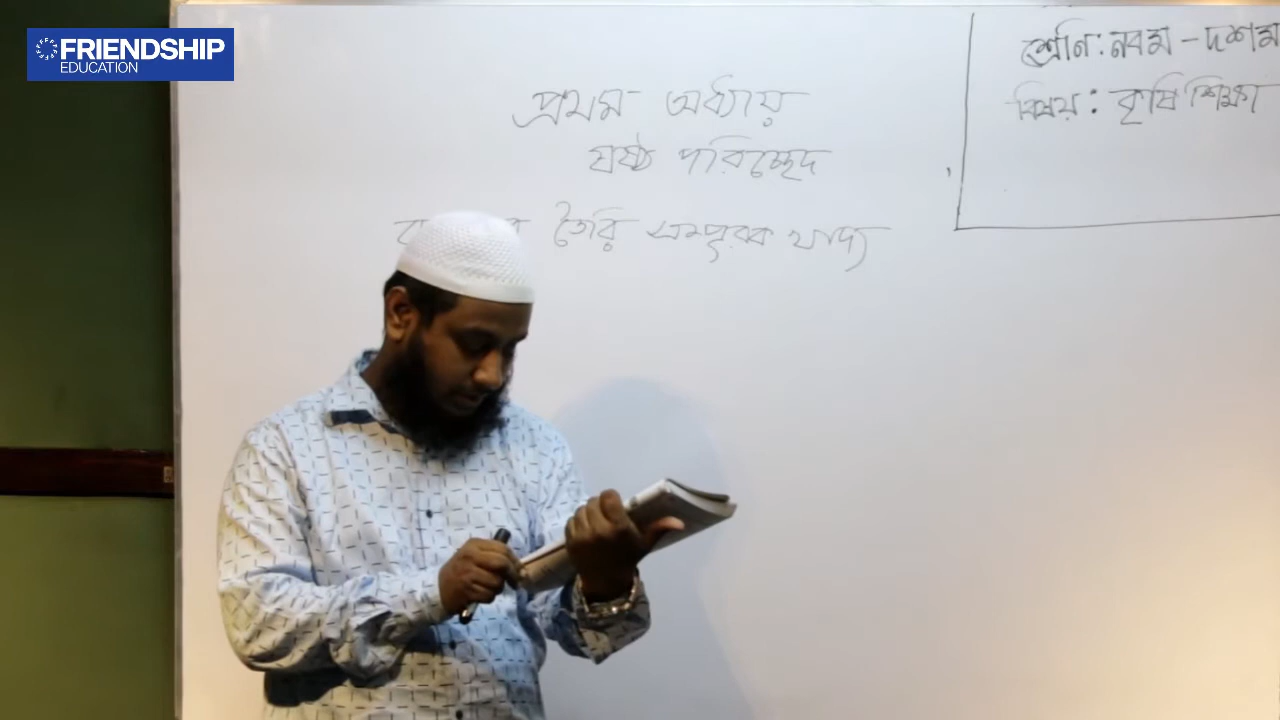 FRIENDSHIP
EDUCATION
শ্রেণি: নবম - দশম
বিষয়: কৃষি শিক্ষা
প্রথম অধ্যায়
ষষ্ঠ পরিচ্ছেদ
তৈরি সম্পূরক খাদ্য